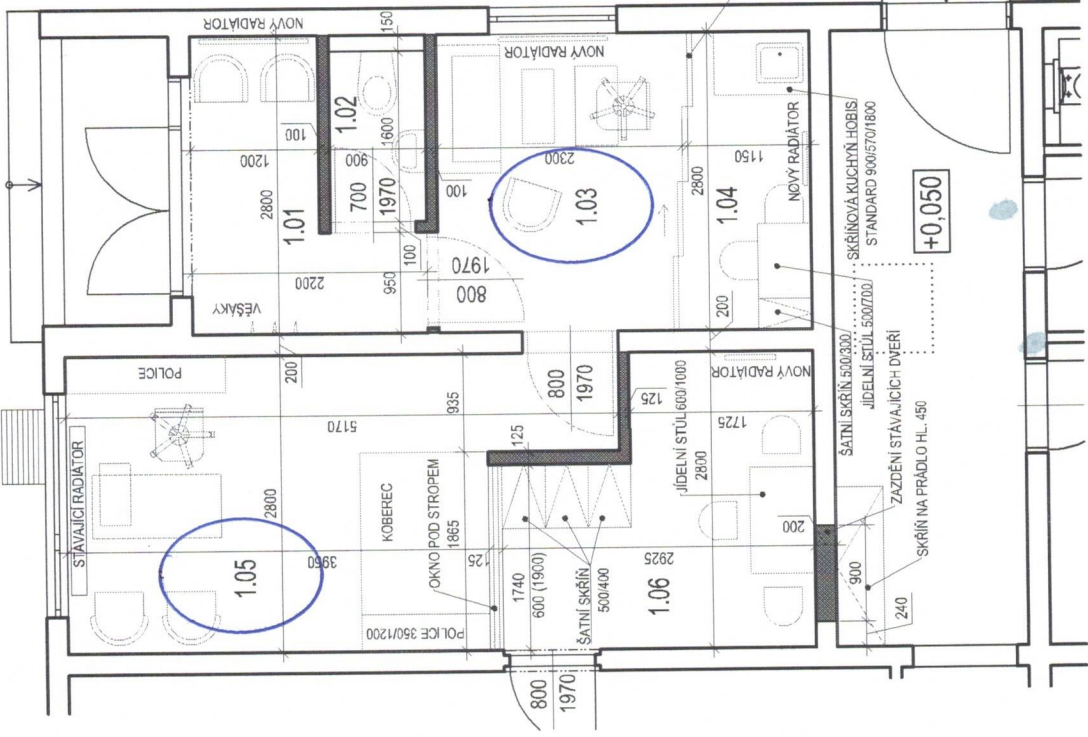 NOVÝ RADIÁTOR
150
NOVÝ RADIÁTOR
1.02
1600
100
900
1200
2800
1.01
700
1970
100
100
2200
950
VĚŠÁKY
200
2300
1.03
1970
800
2800
1150
1.04
NOVÝ RADIÁTOR
200
SKŘÍŇOVÁ KUCHYŇ HOBIS
STANDARD 900/570/1800
+0,050
JÍDELNÍ STŮL 500/700
ŠATNÍ SKŘÍŇ 500/300
ZAZDĚNÍ STÁVAJÍCÍCH DVEŘÍ
SKŘÍŇ NA PRÁDLO HL. 450
POLICE
STÁVAJÍCÍ RADIÁTOR
5170
935
800
1970
125
125
NOVÝ RADIÁTOR
JÍDELNÍ STŮL 600/1000
1725
2800
2800
KOBEREC
OKNO POD STROPEM
1865
3950
1.05
125
POLICE 350/1200
1740
600 (1900)
ŠATNÍ SKŘÍŇ
500/400
2925
1.06
200
900
240
800
1970